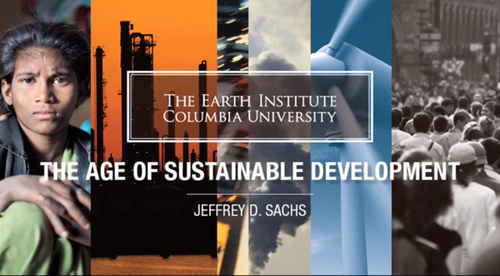 THE EARTH INSTITUTE
COLUMBIA UNIVERSITY
THE AGE OF SUSTAINABLE DEVELOPMENT
JEFFREY D. SACHS